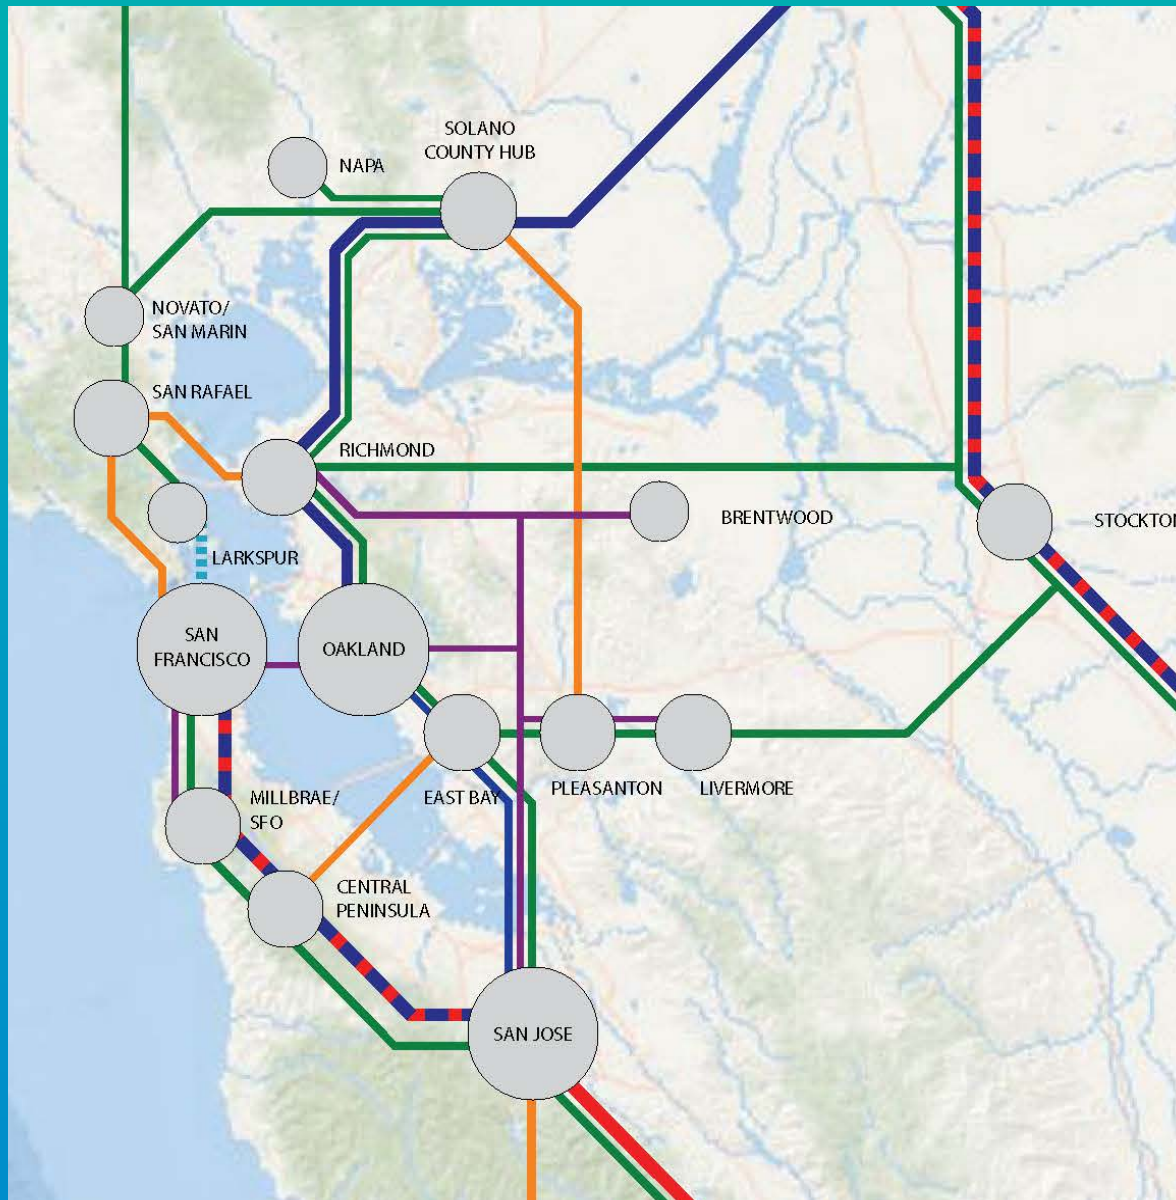 SOLANO
COUNTY HUB
NAPA
NOVATO/
SAN MARIN
SAN RAFAEL
RICHMOND
BRENTWOOD
STOCKTON
LARKSPUR
SAN
FRANCISCO
OAKLAND
EAST BAY
PLEASANTON
LIVERMORE
MILLBRAE/
SFO
CENTRAL
PENINSULA
SAN JOSE